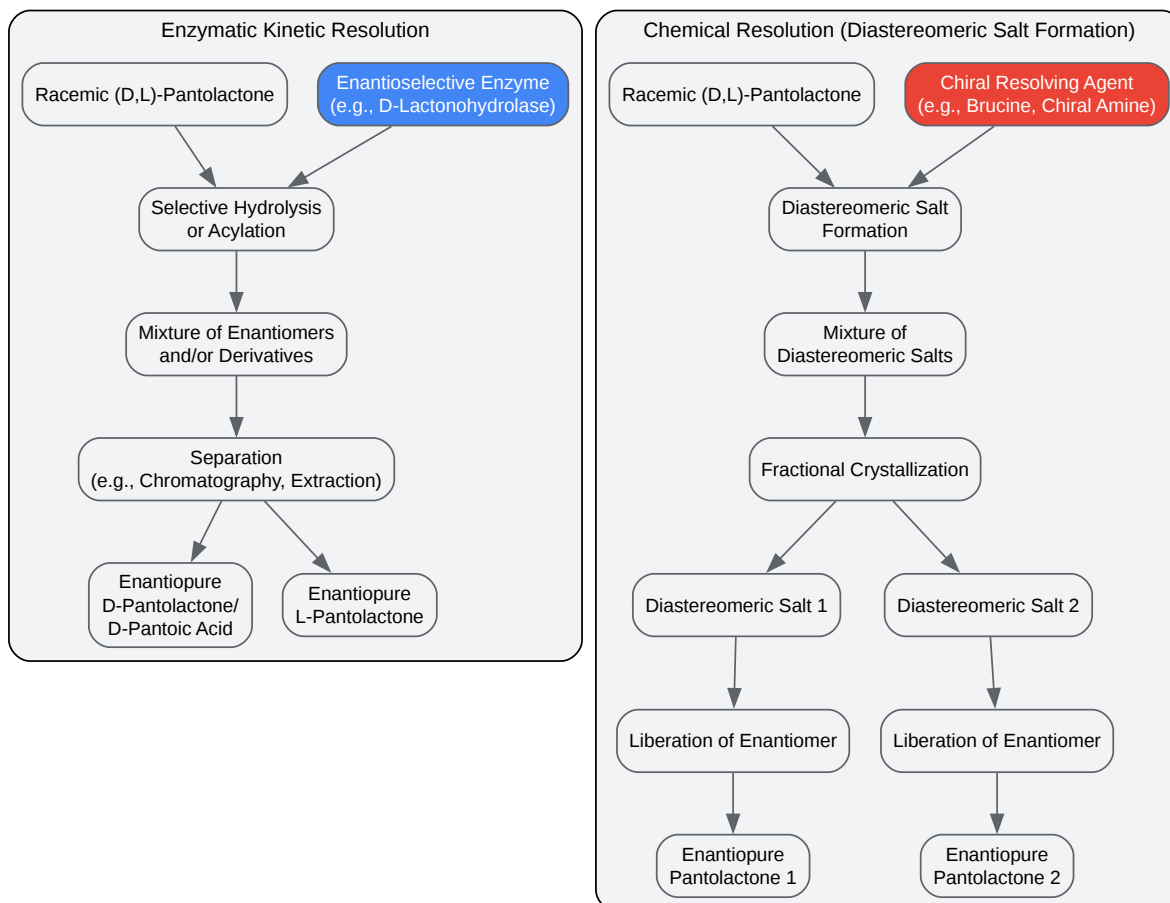 Enzymatic Kinetic Resolution
Racemic (D,L)-Pantolactone
Enantioselective Enzyme
(e.g., D-Lactonohydrolase)
Selective Hydrolysis
or Acylation
Mixture of Enantiomers
and/or Derivatives
Separation
(e.g., Chromatography, Extraction)
Enantiopure
D-Pantolactone/
D-Pantoic Acid
Enantiopure
L-Pantolactone
Chemical Resolution (Diastereomeric Salt Formation)
Racemic (D,L)-Pantolactone
Chiral Resolving Agent
(e.g., Brucine, Chiral Amine)
Diastereomeric Salt
Formation
Mixture of
Diastereomeric Salts
Fractional Crystallization
Diastereomeric Salt 1
Diastereomeric Salt 2
Liberation of Enantiomer
Liberation of Enantiomer
Enantiopure
Pantolactone 1
Enantiopure
Pantolactone 2